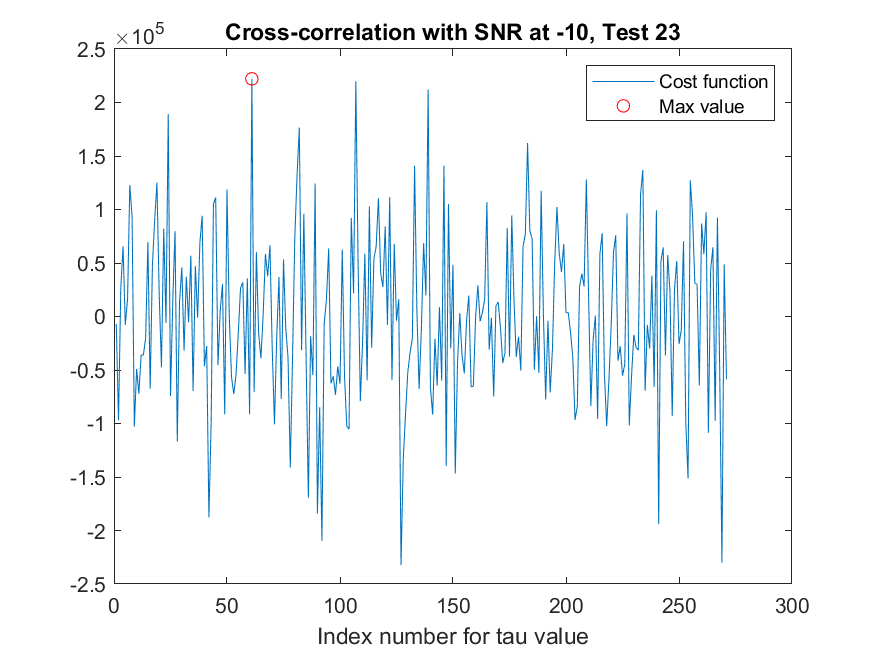 Cross-correlation with SNR at -10, Test 23
×10⁵
2.5
2
1.5
1
0.5
0
-0.5
-1
-1.5
-2
-2.5
Cost function
Max value
0 50 100 150 200 250 300
Index number for tau value